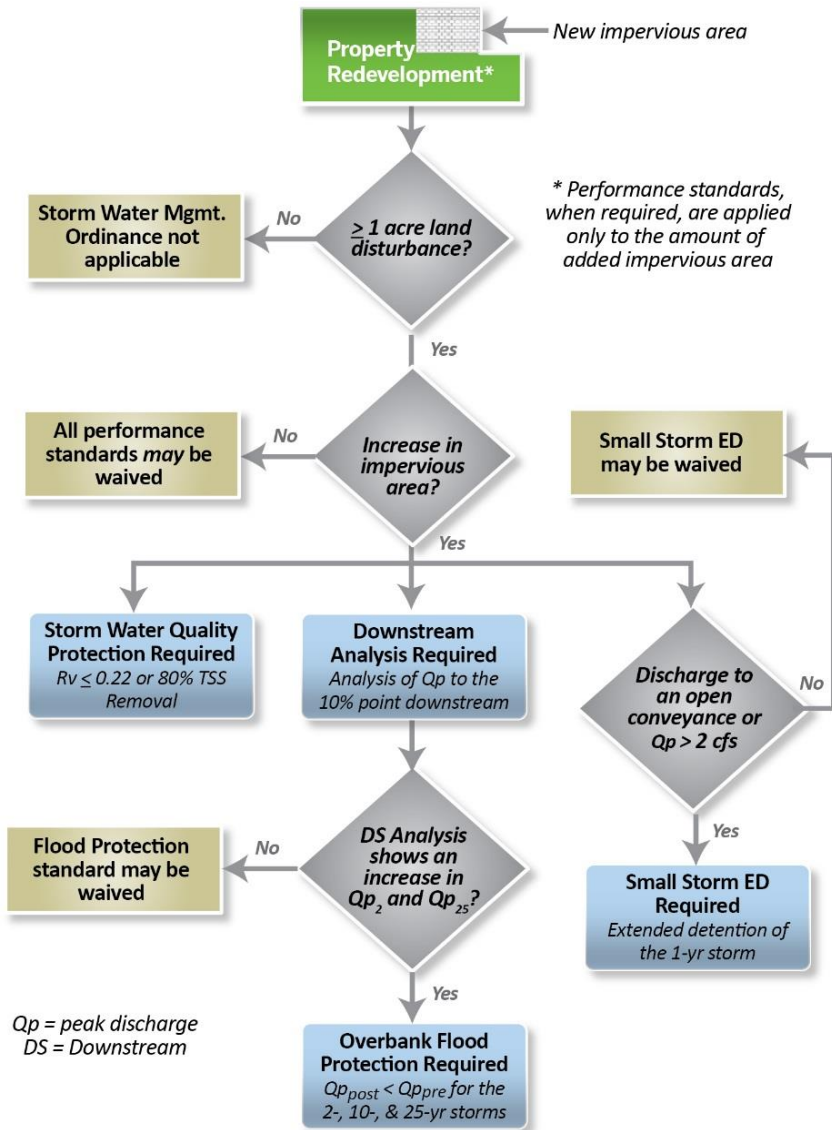 Property
Redevelopment*
New impervious area
≥ 1 acre land
disturbance?
No
Storm Water Mgmt.
Ordinance not
applicable
* Performance standards,
when required, are applied
only to the amount of
added impervious area
Yes
Increase in
impervious
area?
No
All performance
standards may be
waived
Small Storm ED
may be waived
Yes
Storm Water Quality
Protection Required
Rv ≤ 0.22 or 80% TSS
Removal
Downstream
Analysis Required
Analysis of Qp to the
10% point downstream
Discharge to
an open
conveyance or
Qp > 2 cfs
No
Yes
Small Storm ED
Required
Extended detention of
the 1-yr storm
DS Analysis
shows an
increase in
Qp2 and Qp25?
No
Flood Protection
standard may be
waived
Yes
Overbank Flood
Protection Required
Qppost < Qppre for the
2-, 10-, & 25-yr storms
Qp = peak discharge
DS = Downstream